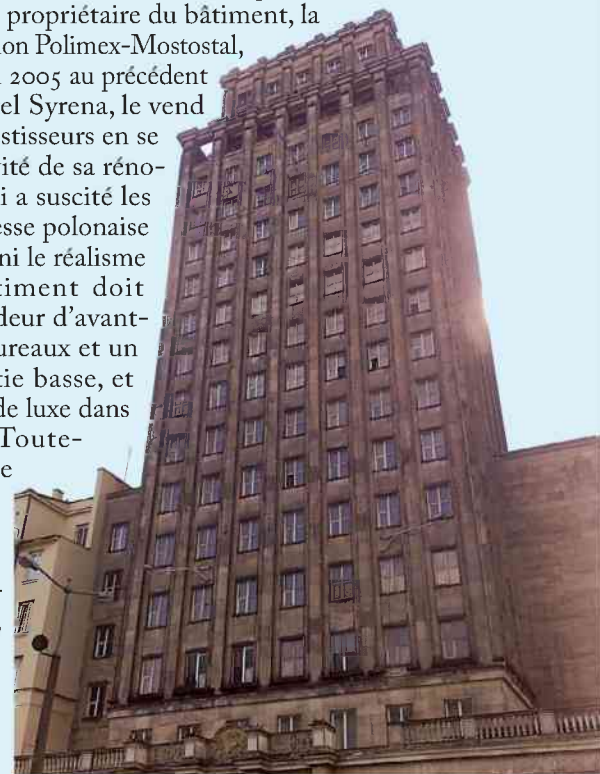 propriétaire du bâtiment, la
ion Polimex-Mostostal,
2005 au précédent
el Syrena, le vend
stisseurs en se
ité de sa réno-
i a suscité les
esse polonaise
ni le réalisme
timent doit
deur d'avant-
ureaux et un
tie basse, et
de luxe dans
Toute-
e